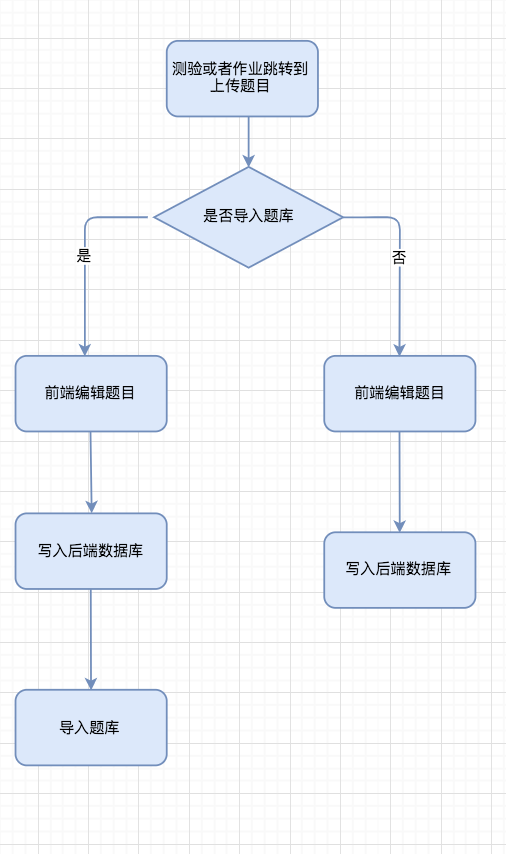 测验或者作业跳转到
上传题目
是否导入题库
是
否
前端编辑题目
前端编辑题目
写入后端数据库
写入后端数据库
导入题库